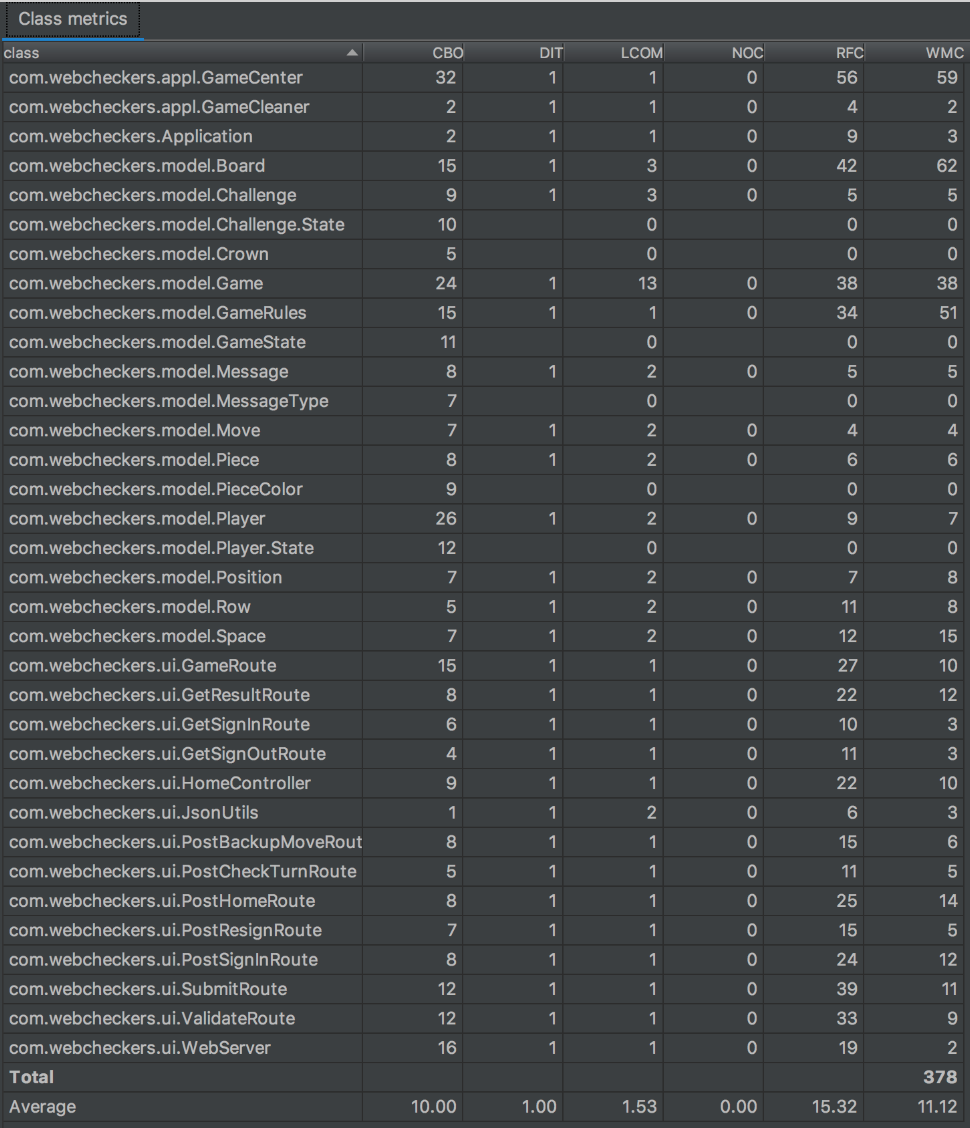 Class metrics
class CBO DIT LCOM NOC RFC WMC
com.webcheckers.appl.GameCenter 32 1 1 0 56 59
com.webcheckers.appl.GameCleaner 2 1 1 0 4 2
com.webcheckers.Application 2 1 1 0 9 3
com.webcheckers.model.Board 15 1 3 0 42 62
com.webcheckers.model.Challenge 9 1 3 0 5 5
com.webcheckers.model.Challenge.State 10 0 0 0
com.webcheckers.model.Crown 5 0 0 0
com.webcheckers.model.Game 24 1 13 0 38 38
com.webcheckers.model.GameRules 15 1 1 0 34 51
com.webcheckers.model.GameState 11 0 0 0
com.webcheckers.model.Message 8 1 2 0 5 5
com.webcheckers.model.MessageType 7 0 0 0
com.webcheckers.model.Move 7 1 2 0 4 4
com.webcheckers.model.Piece 8 1 2 0 6 6
com.webcheckers.model.PieceColor 9 0 0 0
com.webcheckers.model.Player 26 1 2 0 9 7
com.webcheckers.model.Player.State 12 0 0 0
com.webcheckers.model.Position 7 1 2 0 7 8
com.webcheckers.model.Row 5 1 2 0 11 8
com.webcheckers.model.Space 7 1 2 0 12 15
com.webcheckers.ui.GameRoute 15 1 1 0 27 10
com.webcheckers.ui.GetResultRoute 8 1 1 0 22 12
com.webcheckers.ui.GetSignInRoute 6 1 1 0 10 3
com.webcheckers.ui.GetSignOutRoute 4 1 1 0 11 3
com.webcheckers.ui.HomeController 9 1 1 0 22 10
com.webcheckers.ui.JsonUtils 1 1 2 0 6 3
com.webcheckers.ui.PostBackupMoveRout 8 1 1 0 15 6
com.webcheckers.ui.PostCheckTurnRoute 5 1 1 0 11 5
com.webcheckers.ui.PostHomeRoute 8 1 1 0 25 14
com.webcheckers.ui.PostResignRoute 7 1 1 0 15 5
com.webcheckers.ui.PostSignInRoute 8 1 1 0 24 12
com.webcheckers.ui.SubmitRoute 12 1 1 0 39 11
com.webcheckers.ui.ValidateRoute 12 1 1 0 33 9
com.webcheckers.ui.WebServer 16 1 1 0 19 2
Total 378
Average 10.00 1.00 1.53 0.00 15.32 11.12